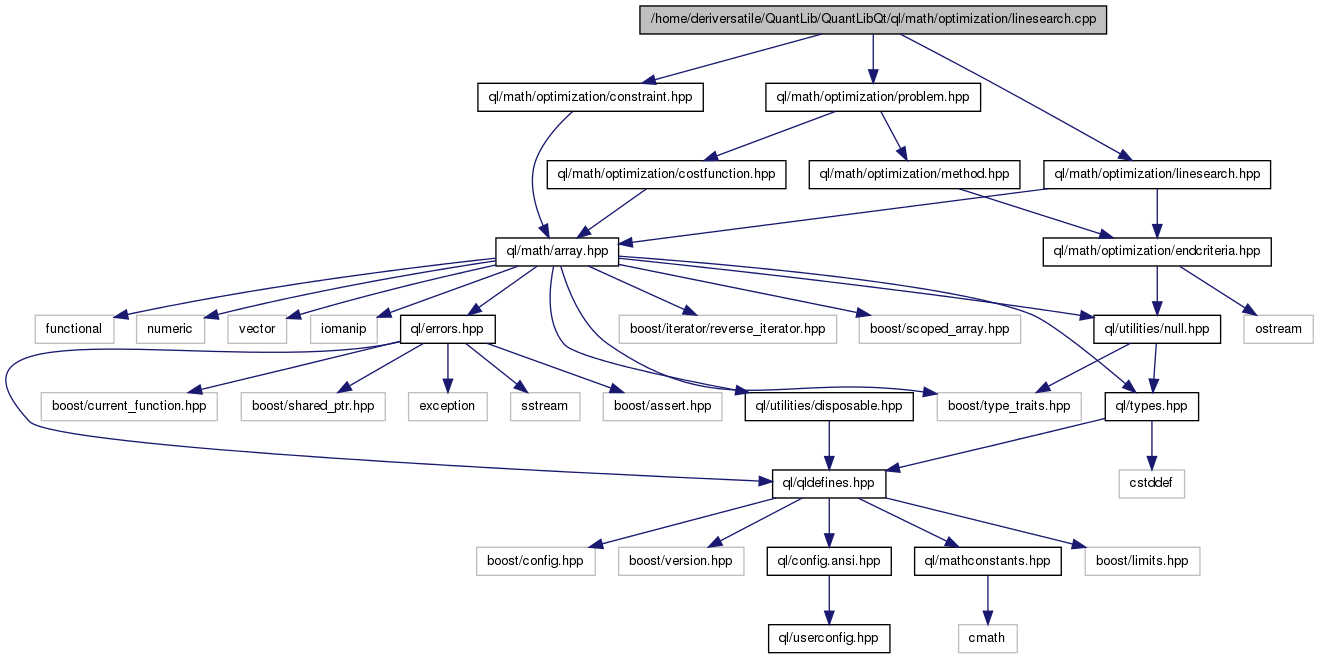 /home/deriversatile/QuantLib/QuantLibQt/ql/math/optimization/linesearch.cpp
ql/math/optimization/constraint.hpp
ql/math/optimization/problem.hpp
ql/math/optimization/costfunction.hpp
ql/math/optimization/method.hpp
ql/math/optimization/linesearch.hpp
ql/math/array.hpp
ql/math/optimization/endcriteria.hpp
functional
numeric
vector
iomanip
ql/errors.hpp
boost/iterator/reverse_iterator.hpp
boost/scoped_array.hpp
ql/utilities/null.hpp
ostream
boost/current_function.hpp
boost/shared_ptr.hpp
exception
sstream
boost/assert.hpp
ql/utilities/disposable.hpp
boost/type_traits.hpp
ql/types.hpp
ql/qldefines.hpp
cstddef
boost/config.hpp
boost/version.hpp
ql/config.ansi.hpp
ql/mathconstants.hpp
boost/limits.hpp
ql/userconfig.hpp
cmath